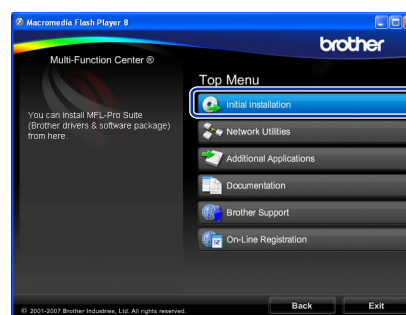 Macromedia Flash Player 8
brother
Multi-Function Center ®
Top Menu
You can install MFL-Pro Suite
(Brother drivers & software package)
from here.
Initial Installation
Network Utilities
Additional Applications
Documentation
Brother Support
On-Line Registration
© 2001-2007 Brother Industries, Ltd. All rights reserved.
Back
Exit